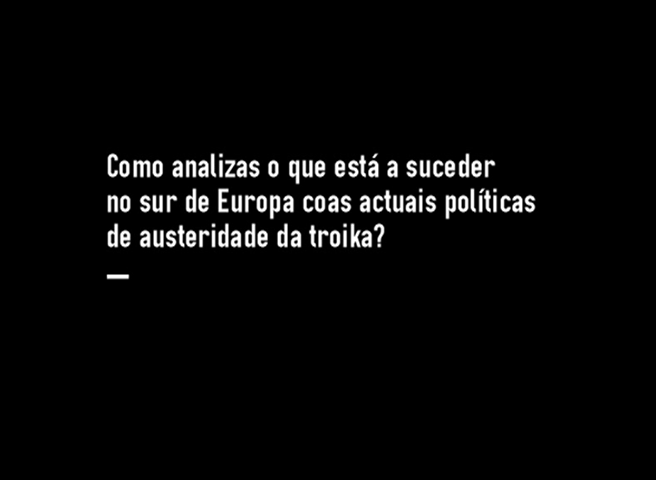 Como analizas o que está a suceder
no sur de Europa coas actuais políticas
de austeridade da troika?